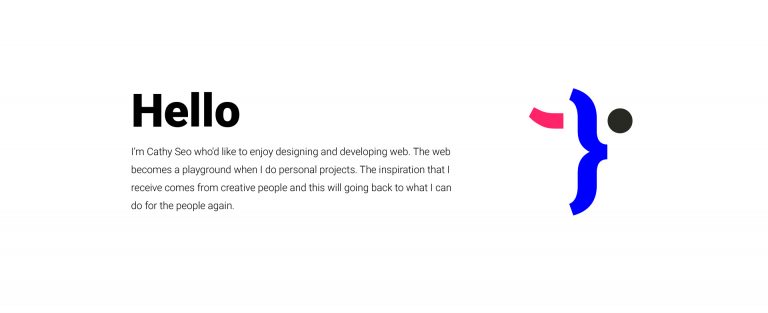 Hello
I'm Cathy Seo who'd like to enjoy designing and developing web. The web
becomes a playground when I do personal projects. The inspiration that I
receive comes from creative people and this will going back to what I can
do for the people again.
}